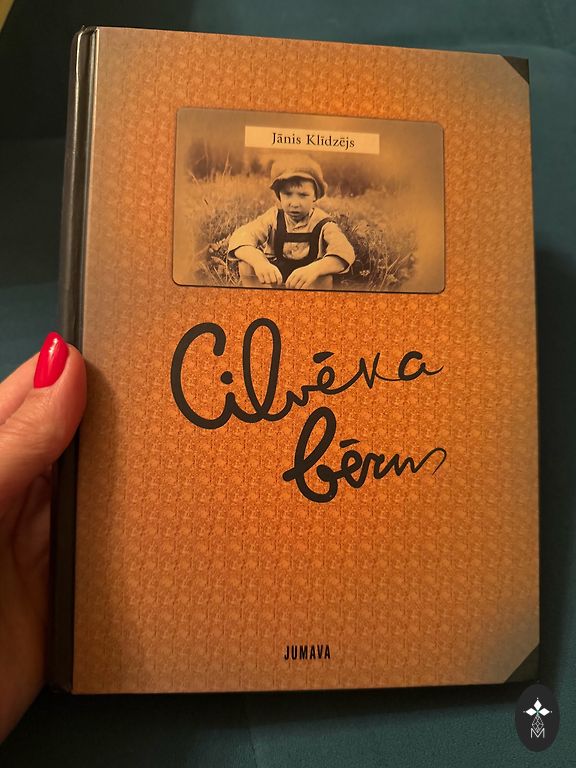 Jānis Klīdzējs
Cilvēka
bērns
JUMAVA
M